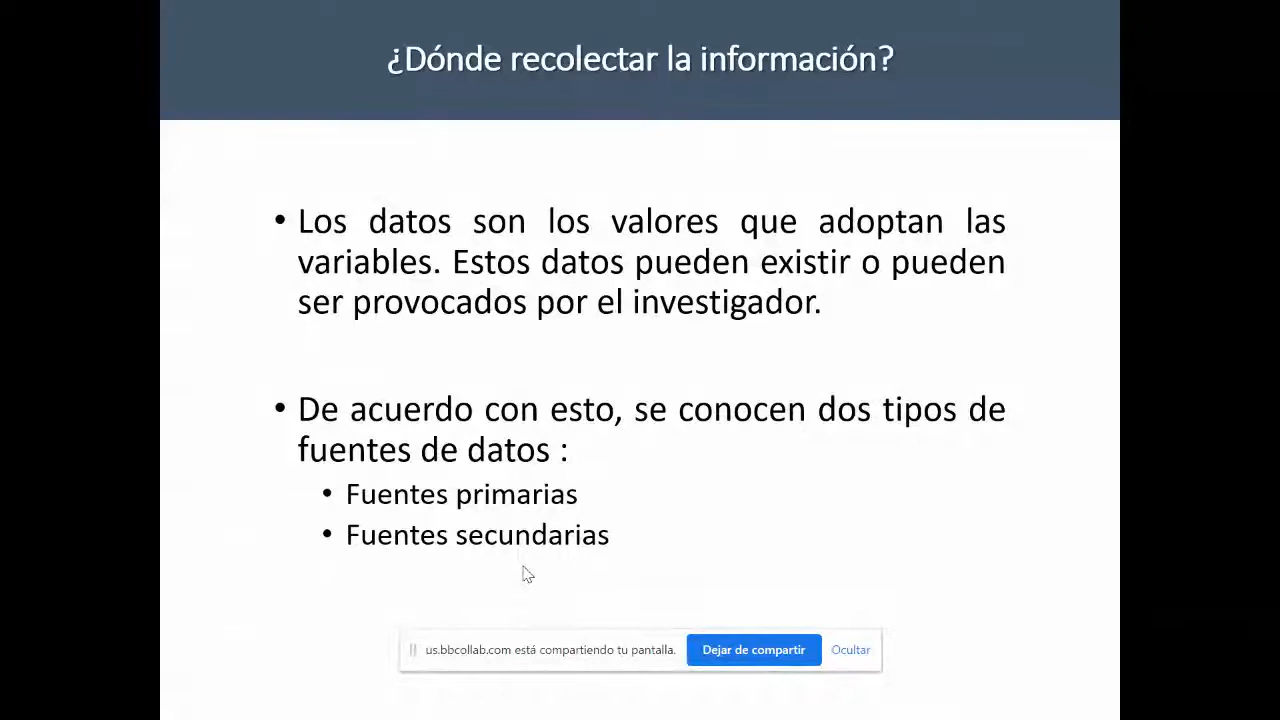 ¿Dónde recolectar la información?
• Los datos son los valores que adoptan las
variables. Estos datos pueden existir o pueden
ser provocados por el investigador.
• De acuerdo con esto, se conocen dos tipos de
fuentes de datos :
• Fuentes primarias
• Fuentes secundarias
us.bbcollab.com está compartiendo tu pantalla. Dejar de compartir Ocultar